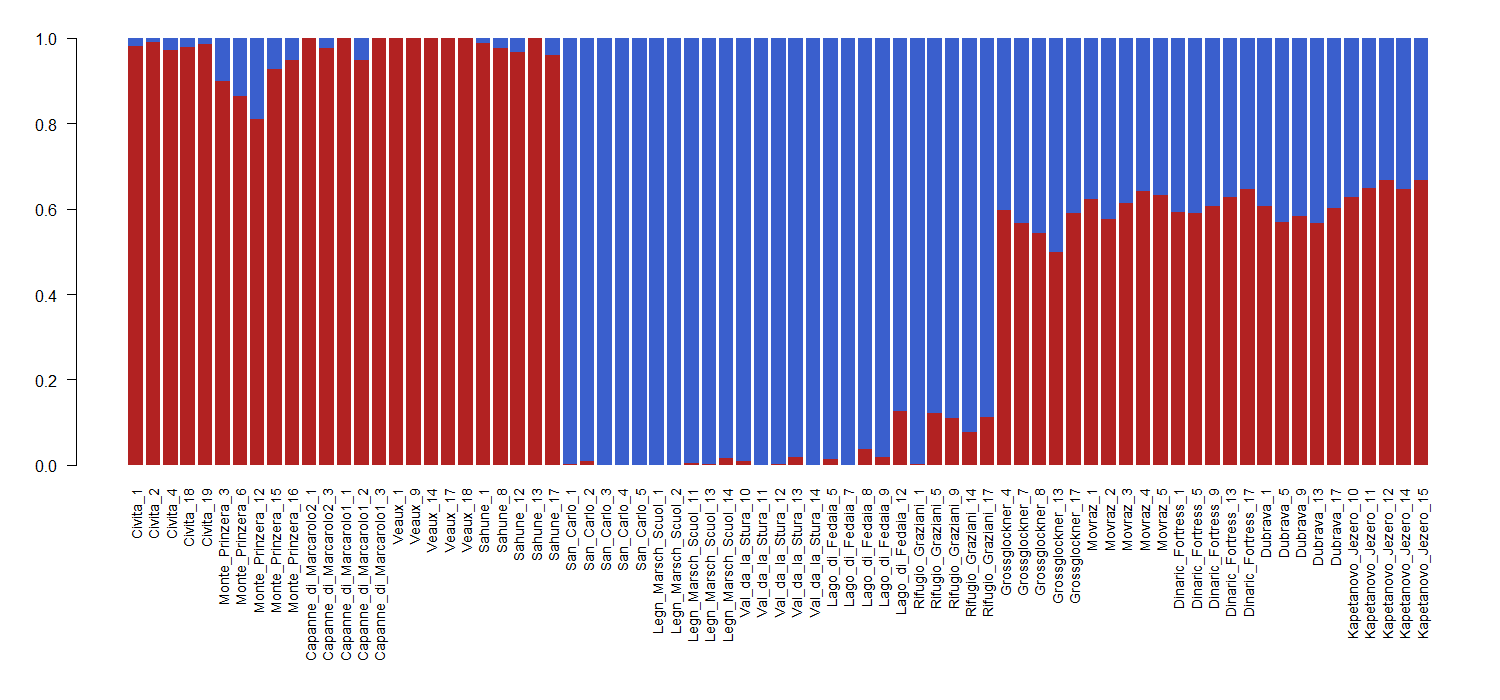 1.0
0.8
0.6
0.4
0.2
0.0
Civita_1
Civita_2
Civita_4
Civita_18
Civita_19
Monte_Prinzera_3
Monte_Prinzera_6
Monte_Prinzera_12
Monte_Prinzera_15
Monte_Prinzera_16
Capanne_di_Marcarolo2_1
Capanne_di_Marcarolo2_3
Capanne_di_Marcarolo1_1
Capanne_di_Marcarolo1_2
Capanne_di_Marcarolo1_3
Veaux_1
Veaux_9
Veaux_14
Veaux_17
Veaux_18
Sahune_1
Sahune_8
Sahune_12
Sahune_13
Sahune_17
San_Carlo_1
San_Carlo_2
San_Carlo_3
San_Carlo_4
San_Carlo_5
Legn_Marsch_Scuol_1
Legn_Marsch_Scuol_2
Legn_Marsch_Scuol_11
Legn_Marsch_Scuol_13
Legn_Marsch_Scuol_14
Val_da_la_Stura_10
Val_da_la_Stura_11
Val_da_la_Stura_12
Val_da_la_Stura_13
Val_da_la_Stura_14
Lago_di_Fedaia_5
Lago_di_Fedaia_7
Lago_di_Fedaia_8
Lago_di_Fedaia_9
Lago_di_Fedaia_12
Rifugio_Graziani_1
Rifugio_Graziani_5
Rifugio_Graziani_9
Rifugio_Graziani_14
Rifugio_Graziani_17
Grossglockner_4
Grossglockner_7
Grossglockner_8
Grossglockner_13
Grossglockner_17
Movraz_1
Movraz_2
Movraz_3
Movraz_4
Movraz_5
Dinaric_Fortress_1
Dinaric_Fortress_5
Dinaric_Fortress_9
Dinaric_Fortress_13
Dinaric_Fortress_17
Dubrava_1
Dubrava_5
Dubrava_9
Dubrava_13
Dubrava_17
Kapetanovo_Jezero_10
Kapetanovo_Jezero_11
Kapetanovo_Jezero_12
Kapetanovo_Jezero_14
Kapetanovo_Jezero_15